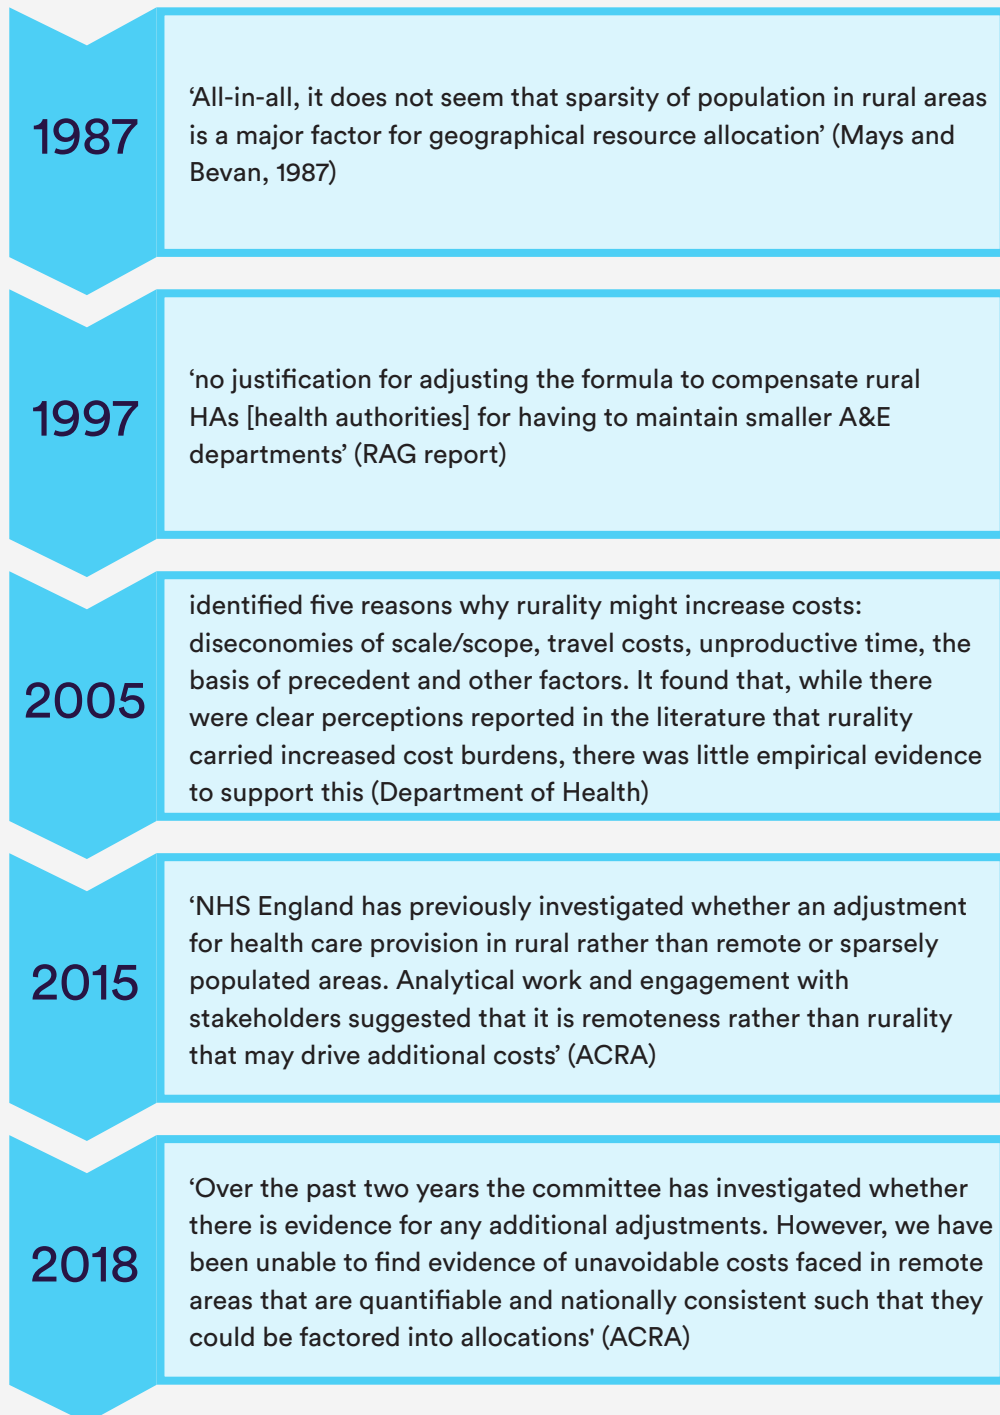 1987
‘All-in-all, it does not seem that sparsity of population in rural areas
is a major factor for geographical resource allocation’ (Mays and
Bevan, 1987)
1997
‘no justification for adjusting the formula to compensate rural
HAs [health authorities] for having to maintain smaller A&E
departments’ (RAG report)
2005
identified five reasons why rurality might increase costs:
diseconomies of scale/scope, travel costs, unproductive time, the
basis of precedent and other factors. It found that, while there
were clear perceptions reported in the literature that rurality
carried increased cost burdens, there was little empirical evidence
to support this (Department of Health)
2015
‘NHS England has previously investigated whether an adjustment
for health care provision in rural rather than remote or sparsely
populated areas. Analytical work and engagement with
stakeholders suggested that it is remoteness rather than rurality
that may drive additional costs’ (ACRA)
2018
‘Over the past two years the committee has investigated whether
there is evidence for any additional adjustments. However, we have
been unable to find evidence of unavoidable costs faced in remote
areas that are quantifiable and nationally consistent such that they
could be factored into allocations' (ACRA)